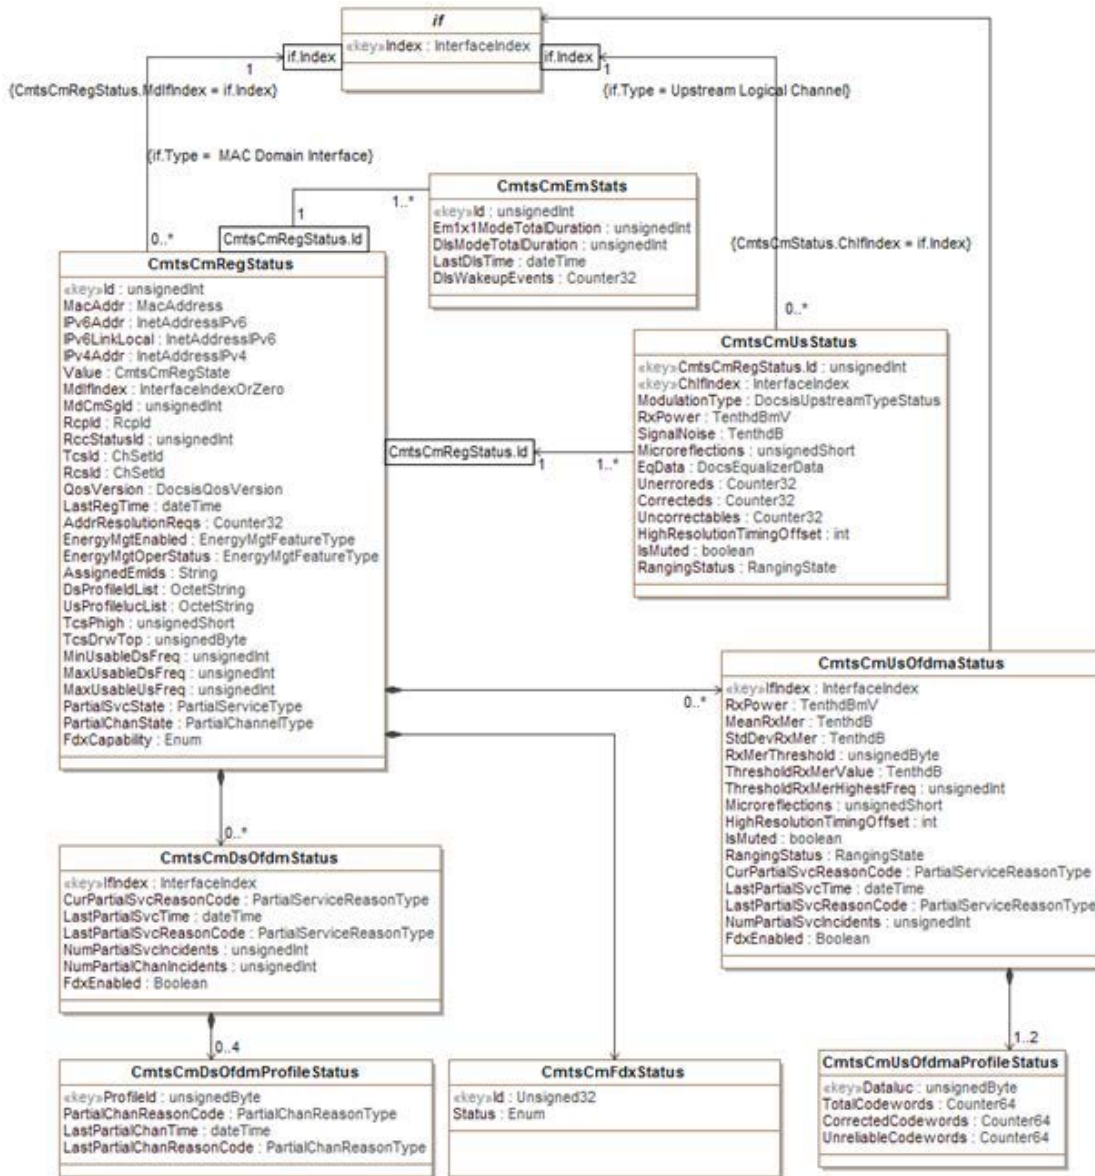 if
«key»Index : InterfaceIndex
if.Index
if.Index
1
1
{CmtsCmRegStatus.MdIfIndex = if.Index}
{if.Type = Upstream Logical Channel}
{if.Type = MAC Domain Interface}
1..*
1
0..*
CmtsCmRegStatus.Id
CmtsCmEmStats
«key»Id : unsignedInt
Em1x1ModeTotalDuration : unsignedInt
DlsModeTotalDuration : unsignedInt
LastDlsTime : dateTime
DlsWakeupEvents : Counter32
{CmtsCmStatus.ChIfIndex = if.Index}
0..*
CmtsCmRegStatus
«key»Id : unsignedInt
MacAddr : MacAddress
IPv6Addr : InetAddressIPv6
IPv6LinkLocal : InetAddressIPv6
IPv4Addr : InetAddressIPv4
Value : CmtsCmRegState
MdIfIndex : InterfaceIndexOrZero
MdCmSgId : unsignedInt
RcpId : RcpId
RccStatusId : unsignedInt
TcsId : ChSetId
RcsId : ChSetId
QosVersion : DocsisQosVersion
LastRegTime : dateTime
AddrResolutionReqs : Counter32
EnergyMgtEnabled : EnergyMgtFeatureType
EnergyMgtOperStatus : EnergyMgtFeatureType
AssignedEmIds : String
DsProfileIdList : OctetString
UsProfileIucList : OctetString
TcsPhigh : unsignedShort
TcsDrwTop : unsignedByte
MinUsableDsFreq : unsignedInt
MaxUsableDsFreq : unsignedInt
MaxUsableUsFreq : unsignedInt
PartialSvcState : PartialServiceType
PartialChanState : PartialChannelType
FdxCapability : Enum
CmtsCmRegStatus.Id
1
1..*
CmtsCmUsStatus
«key»CmtsCmRegStatus.Id : unsignedInt
«key»ChIfIndex : InterfaceIndex
ModulationType : DocsisUpstreamTypeStatus
RxPower : TenthdBmV
SignalNoise : TenthdB
Microreflections : unsignedShort
EqData : DocsEqualizerData
Unerroreds : Counter32
Correcteds : Counter32
Uncorrectables : Counter32
HighResolutionTimingOffset : int
IsMuted : boolean
RangingStatus : RangingState
0..*
CmtsCmUsOfdmaStatus
«key»IfIndex : InterfaceIndex
RxPower : TenthdBmV
MeanRxMer : TenthdB
StdDevRxMer : TenthdB
RxMerThreshold : unsignedByte
ThresholdRxMerValue : TenthdB
ThresholdRxMerHighestFreq : unsignedInt
Microreflections : unsignedShort
HighResolutionTimingOffset : int
IsMuted : boolean
RangingStatus : RangingState
CurPartialSvcReasonCode : PartialServiceReasonType
LastPartialSvcTime : dateTime
LastPartialSvcReasonCode : PartialServiceReasonType
NumPartialSvcIncidents : unsignedInt
FdxEnabled : Boolean
0..*
CmtsCmDsOfdmStatus
«key»IfIndex : InterfaceIndex
CurPartialSvcReasonCode : PartialServiceReasonType
LastPartialSvcTime : dateTime
LastPartialSvcReasonCode : PartialServiceReasonType
NumPartialSvcIncidents : unsignedInt
NumPartialChanIncidents : unsignedInt
FdxEnabled : Boolean
0..4
1..2
CmtsCmDsOfdmProfileStatus
«key»ProfileId : unsignedByte
PartialChanReasonCode : PartialChanReasonType
LastPartialChanTime : dateTime
LastPartialChanReasonCode : PartialChanReasonType
CmtsCmFdxStatus
«key»Id : Unsigned32
Status : Enum
CmtsCmUsOfdmaProfileStatus
«key»DataIuc : unsignedByte
TotalCodewords : Counter64
CorrectedCodewords : Counter64
UnreliableCodewords : Counter64